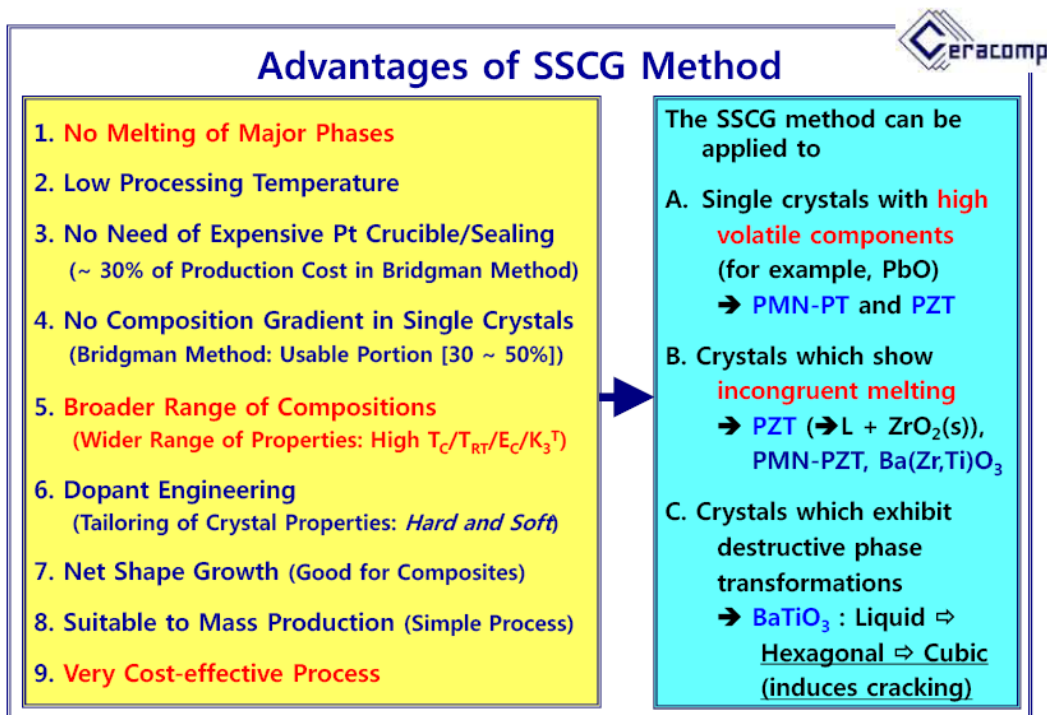 Ceracomp
Advantages of SSCG Method
1. No Melting of Major Phases
2. Low Processing Temperature
3. No Need of Expensive Pt Crucible/Sealing
(~ 30% of Production Cost in Bridgman Method)
4. No Composition Gradient in Single Crystals
(Bridgman Method: Usable Portion [30 ~ 50%])
5. Broader Range of Compositions
(Wider Range of Properties: High T_C/T_RT/E_C/K_3^T)
6. Dopant Engineering
(Tailoring of Crystal Properties: Hard and Soft)
7. Net Shape Growth (Good for Composites)
8. Suitable to Mass Production (Simple Process)
9. Very Cost-effective Process
The SSCG method can be
applied to
A. Single crystals with high
volatile components
(for example, PbO)
➔ PMN-PT and PZT
B. Crystals which show
incongruent melting
➔ PZT (➔L + ZrO₂(s)),
PMN-PZT, Ba(Zr,Ti)O₃
C. Crystals which exhibit
destructive phase
transformations
➔ BaTiO₃ : Liquid ⇨
Hexagonal ⇨ Cubic
(induces cracking)